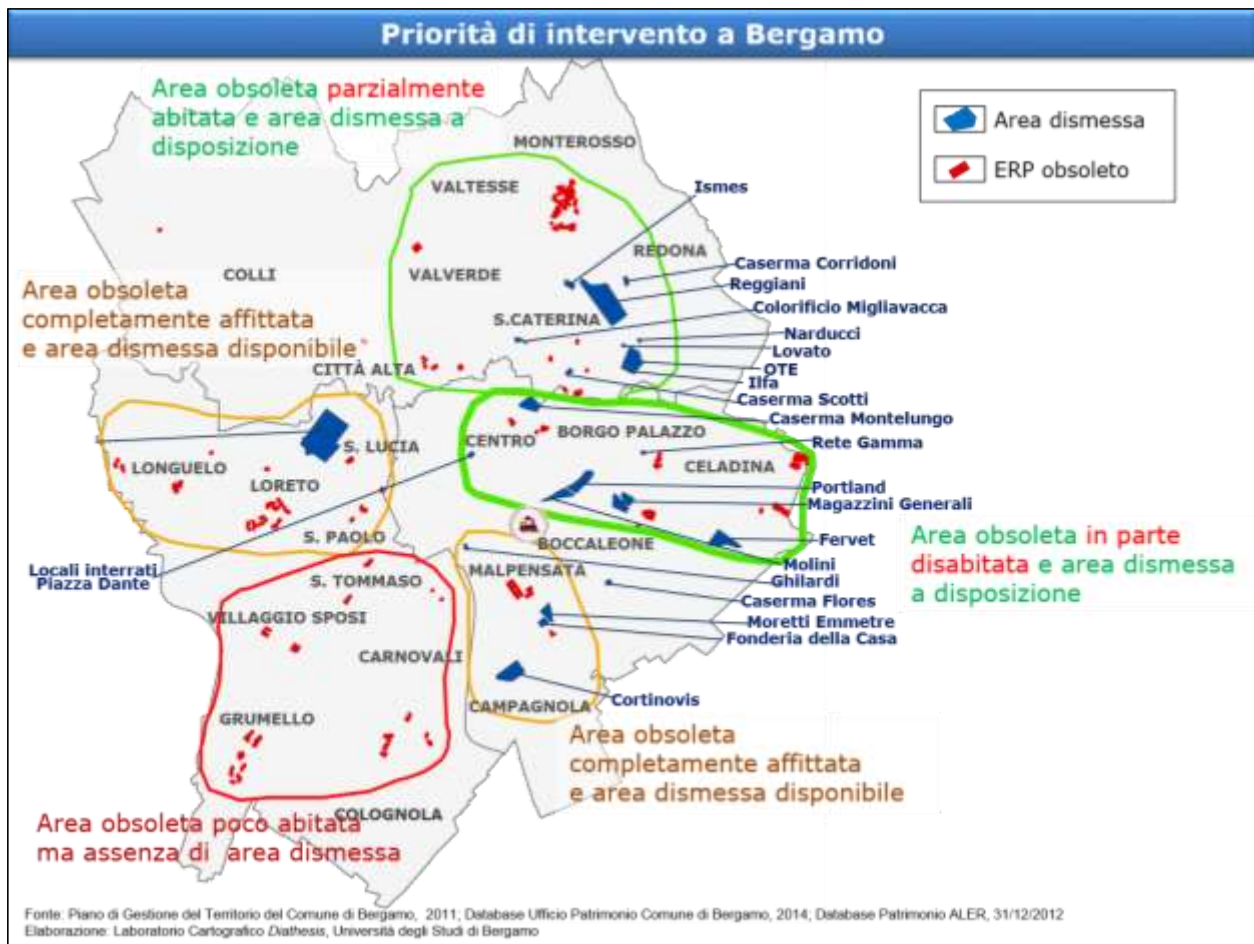 Priorità di intervento a Bergamo
Area obsoleta parzialmente
abitata e area dismessa a
disposizione
Area dismessa
ERP obsoleto
MONTEROSSO
VALTESSE
Ismes
REDONA
COLLI
VALVERDE
Caserma Corridoni
Reggiani
Area obsoleta
completamente affittata
e area dismessa disponibile
Colorificio Migliavacca
S.CATERINA
Narducci
Lovato
OTE
CITTÀ ALTA
Ilfa
Caserma Scotti
Caserma Montelungo
BORGO PALAZZO
CENTRO
Rete Gamma
S. LUCIA
LONGUELO
CELADINA
LORETO
Portland
Magazzini Generali
S. PAOLO
Fervet
BOCCALEONE
Area obsoleta in parte
disabitata e area dismessa
a disposizione
Locali interrati
Piazza Dante
Molini
MALPENSATA
Ghilardi
S. TOMMASO
Caserma Flores
VILLAGGIO SPOSI
Moretti Emmetre
Fonderia della Casa
CARNOVALI
Cortinovis
CAMPAGNOLA
GRUMELLO
Area obsoleta
completamente affittata
e area dismessa disponibile
COLOGNOLA
Area obsoleta poco abitata
ma assenza di area dismessa
Fonte: Piano di Gestione del Territorio del Comune di Bergamo, 2011; Database Ufficio Patrimonio Comune di Bergamo, 2014; Database Patrimonio ALER, 31/12/2012
Elaborazione: Laboratorio Cartografico Diathesis, Università degli Studi di Bergamo